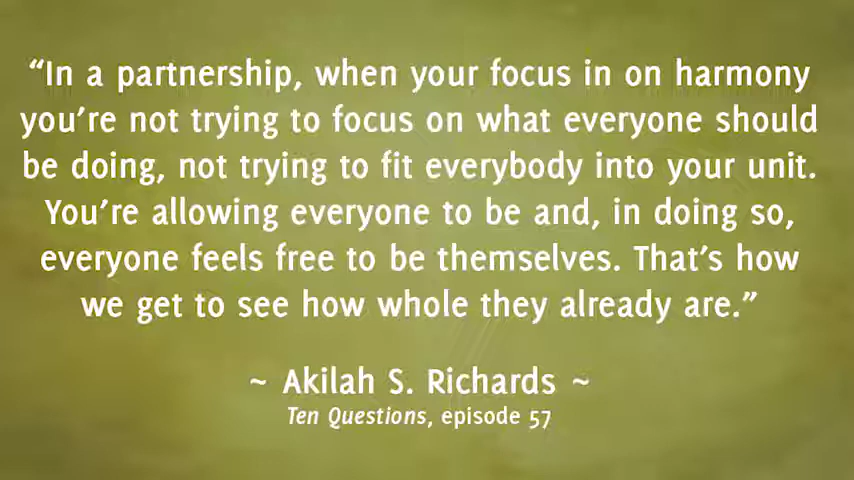 “In a partnership, when your focus in on harmony
you’re not trying to focus on what everyone should
be doing, not trying to fit everybody into your unit.
You’re allowing everyone to be and, in doing so,
everyone feels free to be themselves. That’s how
we get to see how whole they already are.”
~ Akilah S. Richards ~
Ten Questions, episode 57